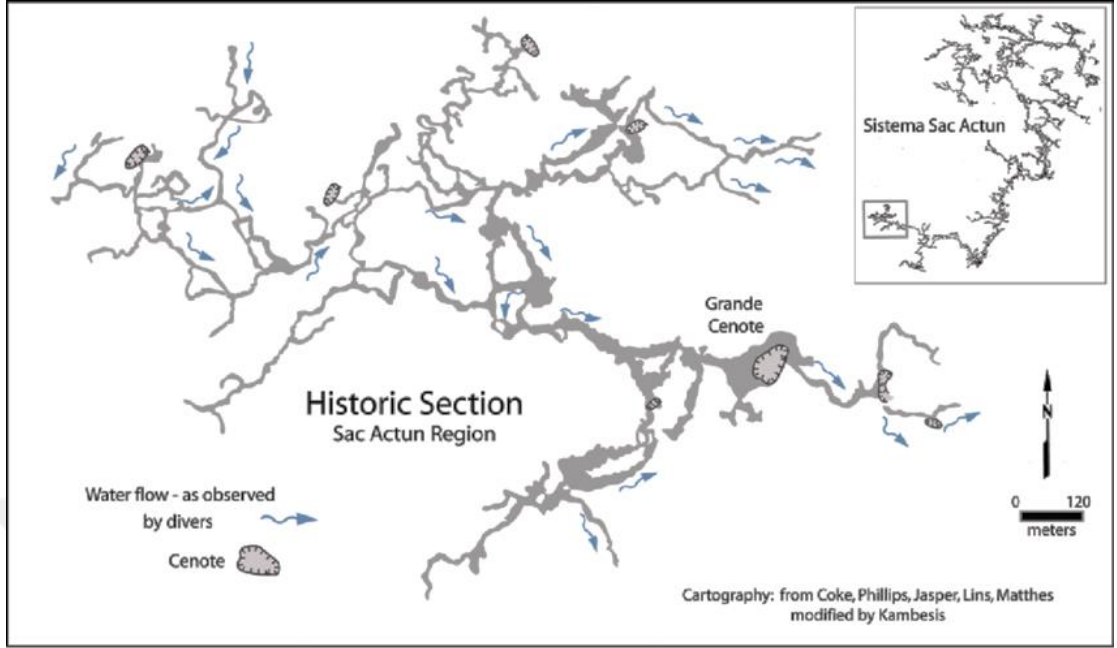 Sistema Sac Actun
Grande
Cenote
Historic Section
Sac Actun Region
N
Water flow - as observed
by divers
Cenote
0 120
meters
Cartography: from Coke, Phillips, Jasper, Lins, Matthes
modified by Kambesis